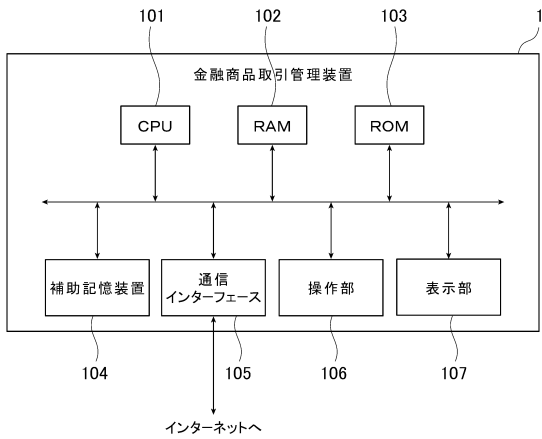 101
102
103
1
金融商品取引管理装置
CPU
RAM
ROM
補助記憶装置
通信
インターフェース
操作部
表示部
104
105
106
107
インターネットへ